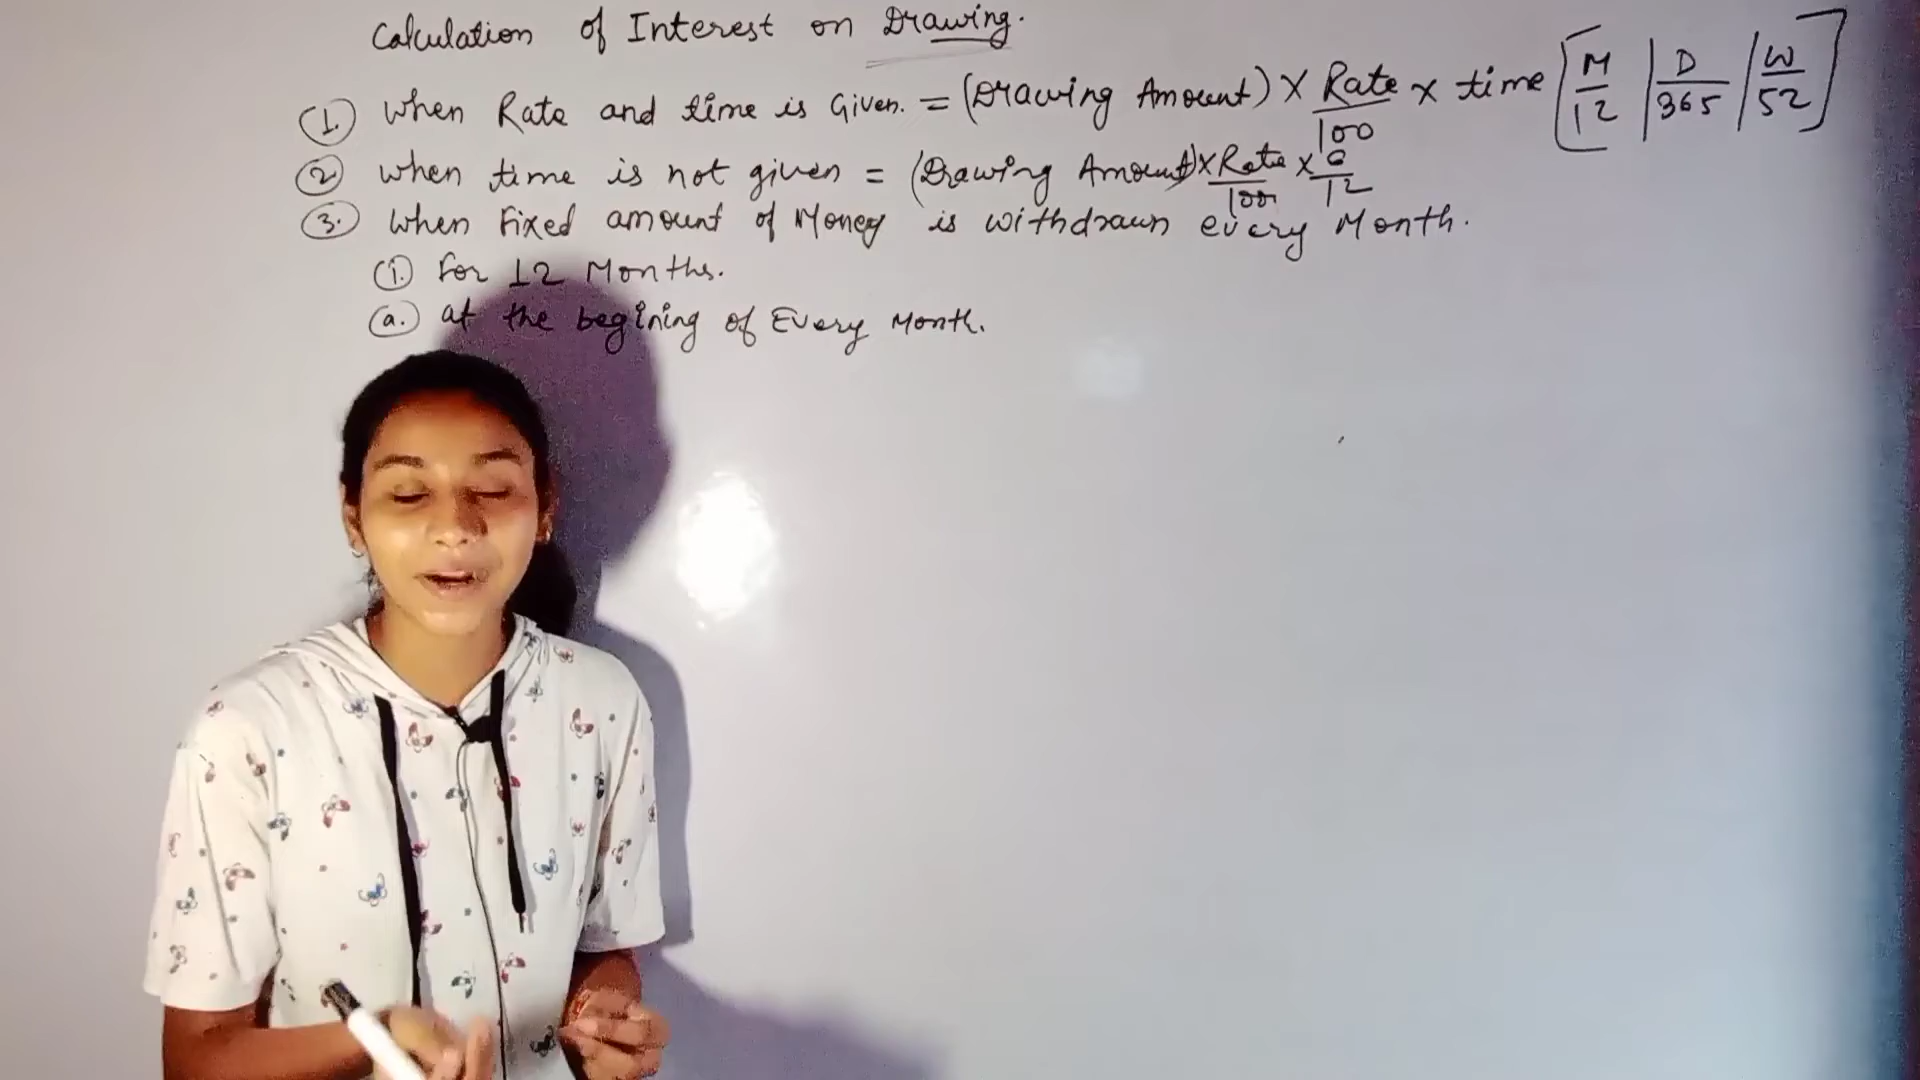 Calculation of Interest on Drawing.
(1.) When Rate and time is Given. = (Drawing Amount) × Rate/100 × time [M/12 | D/365 | W/52]
(2) when time is not given = (Drawing Amount) × Rate/100 × 6/12
(3.) When Fixed amount of Money is withdrawn every Month.
(i.) For 12 Months.
(a.) at the begining of Every Month.